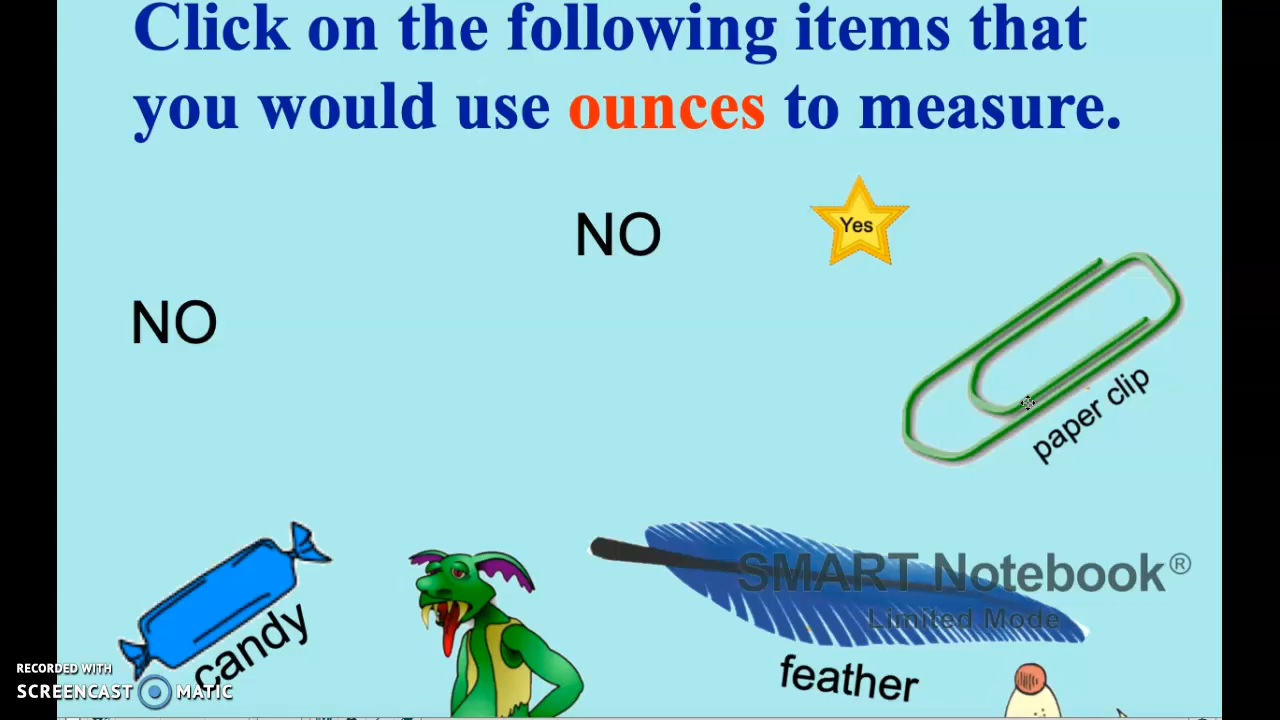 Click on the following items that
you would use ounces to measure.
NO
Yes
NO
paper clip
SMART Notebook®
Limited Mode
candy
feather
RECORDED WITH
SCREENCAST MATIC